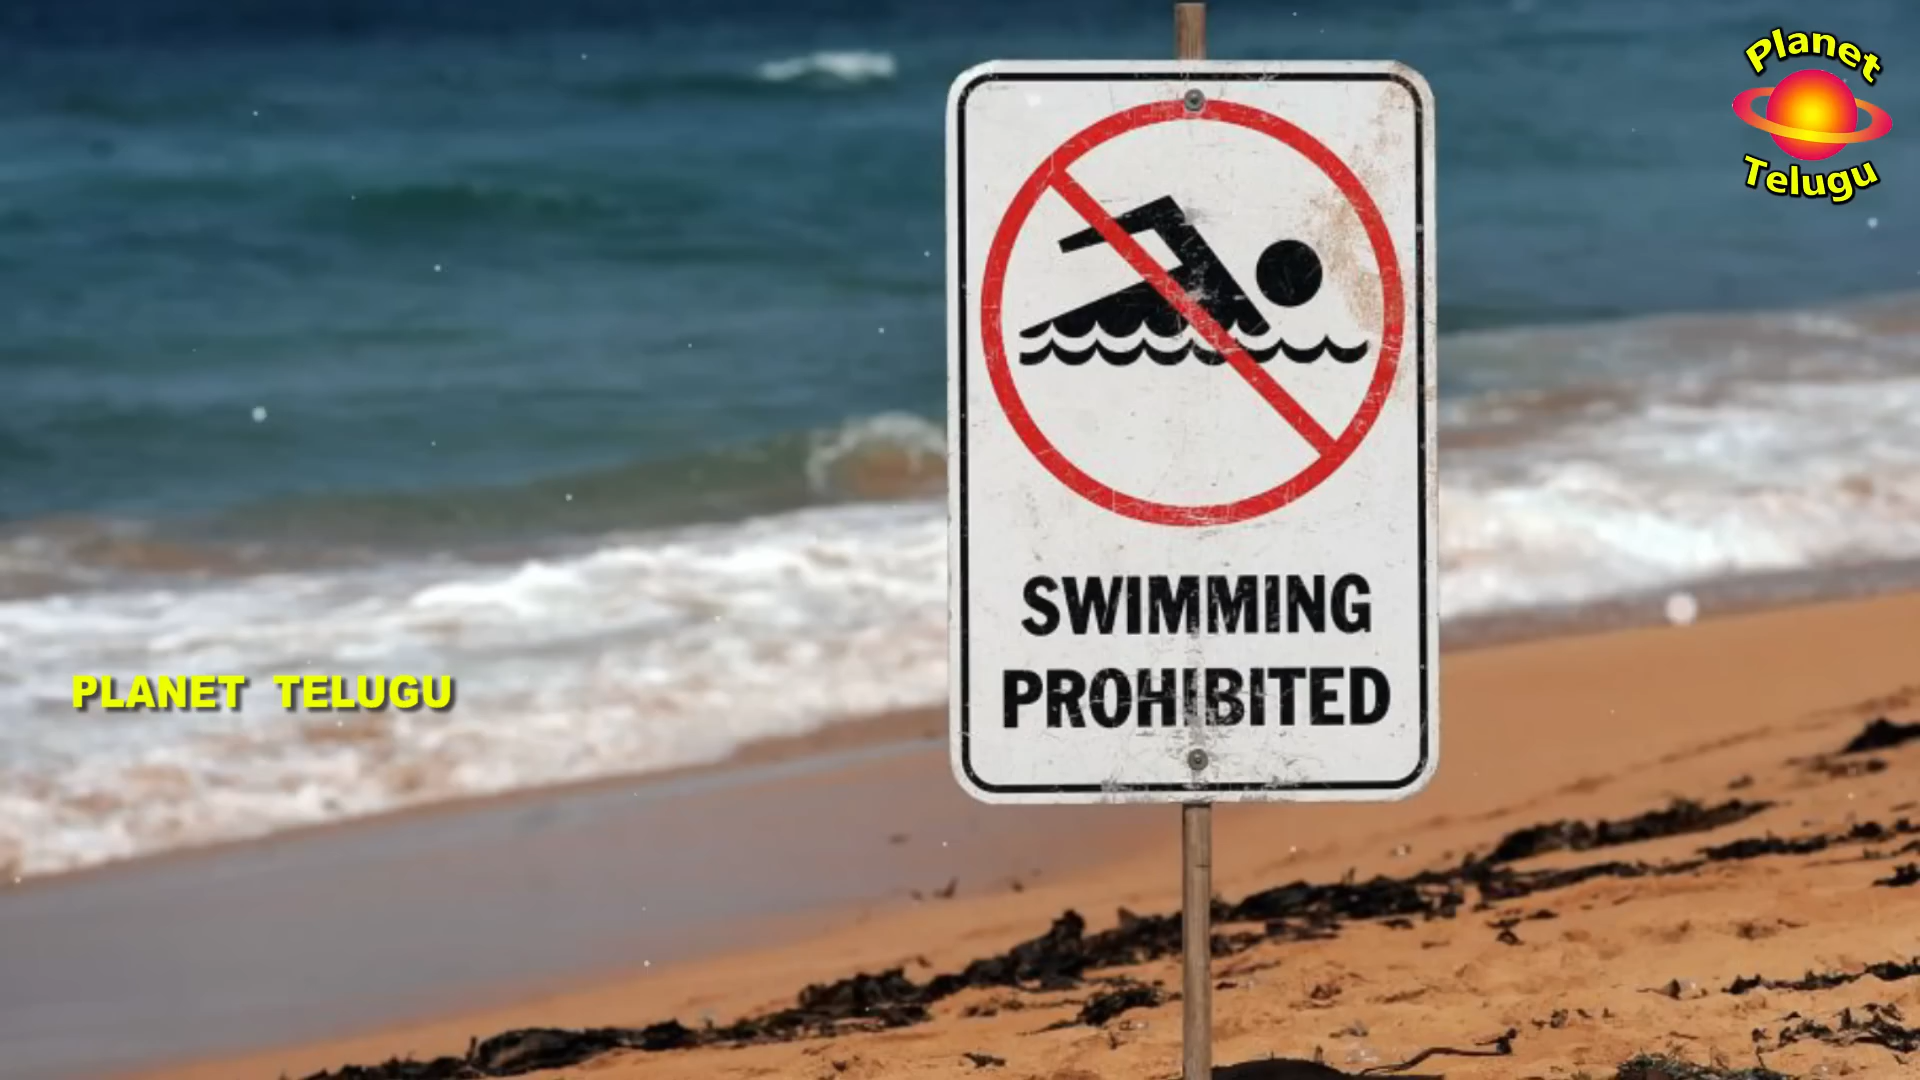 Planet
Telugu
SWIMMING
PROHIBITED
PLANET TELUGU